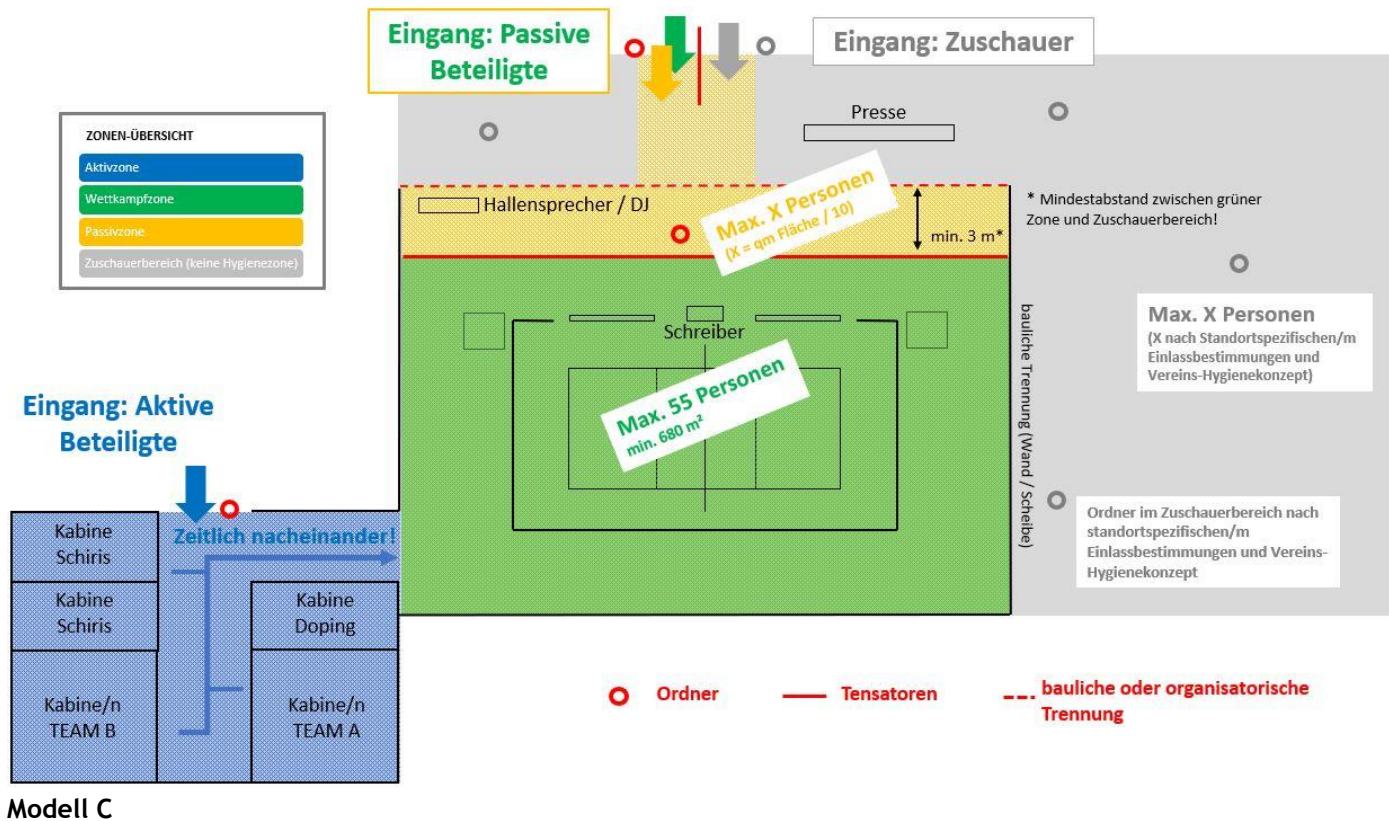 Eingang: Passive
Beteiligte
Eingang: Zuschauer
ZONEN-ÜBERSICHT
Aktivzone
Wettkampfzone
Passivzone
Zuschauerbereich (keine Hygienezone)
Presse
Hallensprecher / DJ
Max. X Personen
(X = qm Fläche / 10)
min. 3 m*
* Mindestabstand zwischen grüner
Zone und Zuschauerbereich!
Schreiber
Max. 55 Personen
min. 680 m²
bauliche Trennung (Wand / Scheibe)
Max. X Personen
(X nach Standortspezifischen/m
Einlassbestimmungen und
Vereins-Hygienekonzept)
Ordner im Zuschauerbereich nach
standortspezifischen/m
Einlassbestimmungen und Vereins-
Hygienekonzept
Eingang: Aktive
Beteiligte
Zeitlich nacheinander!
Kabine
Schiris
Kabine
Schiris
Kabine
Doping
Kabine/n
TEAM B
Kabine/n
TEAM A
Ordner
Tensatoren
bauliche oder organisatorische
Trennung
Modell C